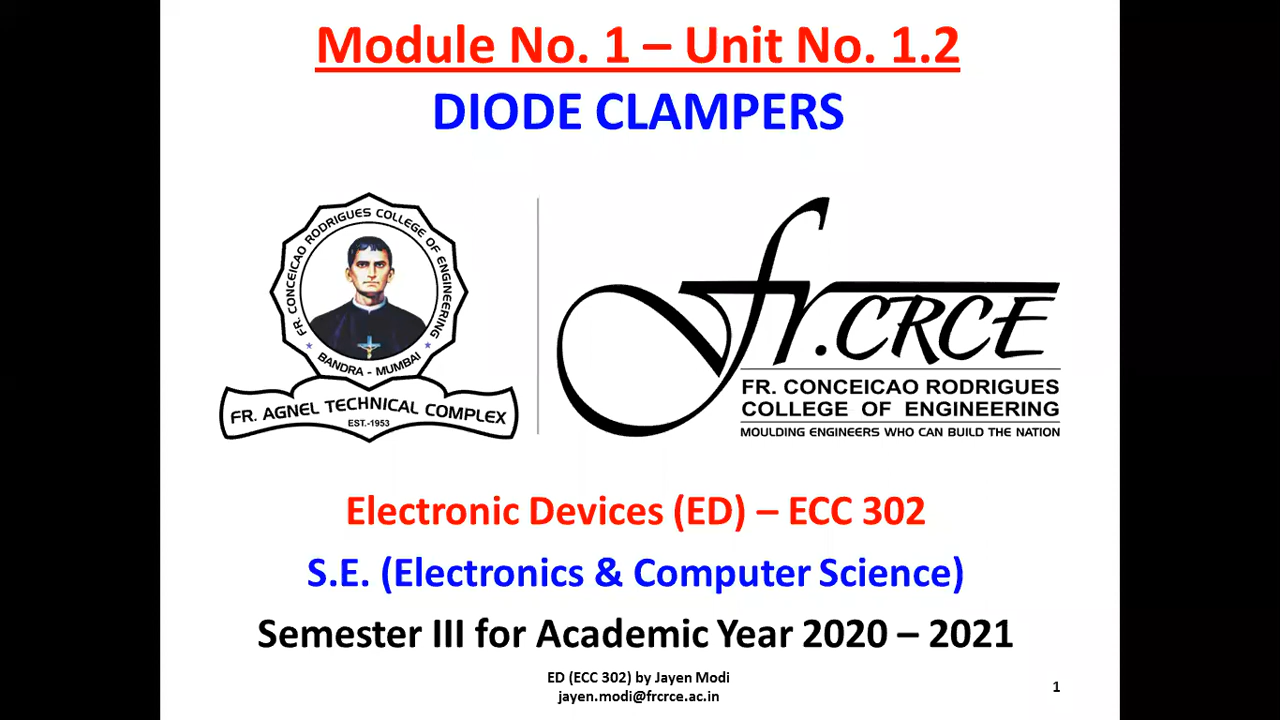 Module No. 1 – Unit No. 1.2
DIODE CLAMPERS
FR. CONCEICAO RODRIGUES COLLEGE OF ENGINEERING
BANDRA - MUMBAI
FR. AGNEL TECHNICAL COMPLEX
EST.-1953
fr.CRCE
FR. CONCEICAO RODRIGUES
COLLEGE OF ENGINEERING
MOULDING ENGINEERS WHO CAN BUILD THE NATION
Electronic Devices (ED) – ECC 302
S.E. (Electronics & Computer Science)
Semester III for Academic Year 2020 – 2021
ED (ECC 302) by Jayen Modi
jayen.modi@frcrce.ac.in
1